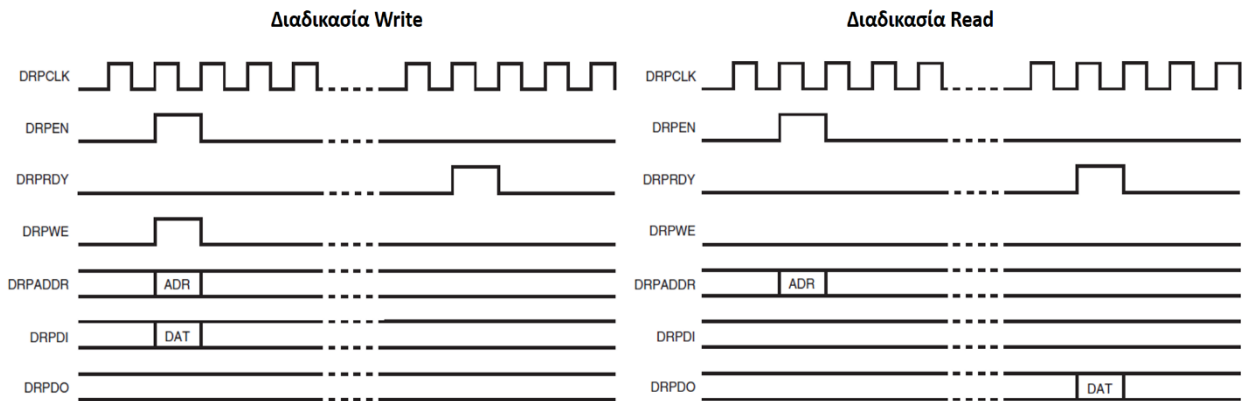 Διαδικασία Write
DRPCLK
DRPEN
DRPRDY
DRPWE
DRPADDR ADR
DRPDI DAT
DRPDO
Διαδικασία Read
DRPCLK
DRPEN
DRPRDY
DRPWE
DRPADDR ADR
DRPDI
DRPDO DAT